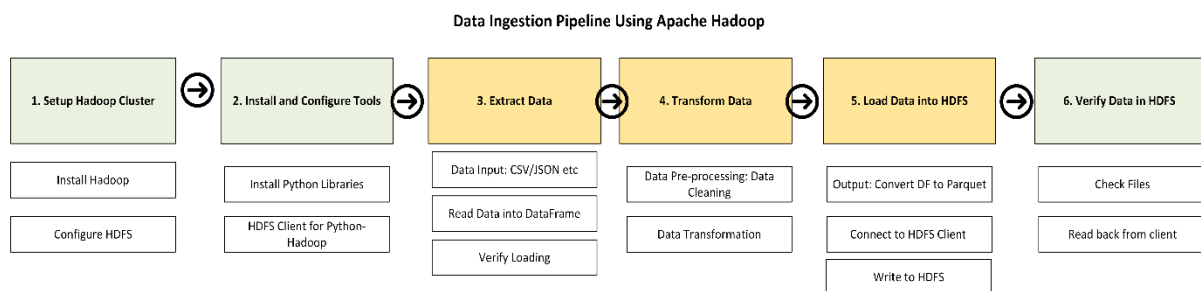 Data Ingestion Pipeline Using Apache Hadoop
1. Setup Hadoop Cluster
2. Install and Configure Tools
3. Extract Data
4. Transform Data
5. Load Data into HDFS
6. Verify Data in HDFS
Install Hadoop
Configure HDFS
Install Python Libraries
HDFS Client for Python-
Hadoop
Data Input: CSV/JSON etc
Read Data into DataFrame
Verify Loading
Data Pre-processing: Data
Cleaning
Data Transformation
Output: Convert DF to Parquet
Connect to HDFS Client
Write to HDFS
Check Files
Read back from client